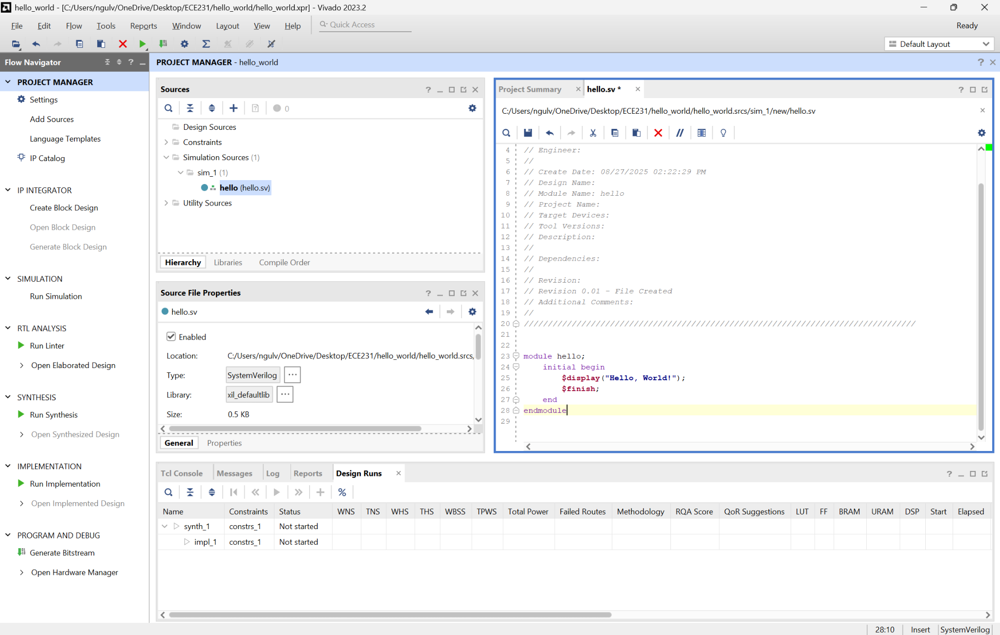 hello_world - [C:/Users/ngulv/OneDrive/Desktop/ECE231/hello_world/hello_world.xpr] - Vivado 2023.2
File Edit Flow Tools Reports Window Layout View Help Quick Access Ready
Default Layout
Flow Navigator
PROJECT MANAGER
Settings
Add Sources
Language Templates
IP Catalog
IP INTEGRATOR
Create Block Design
Open Block Design
Generate Block Design
SIMULATION
Run Simulation
RTL ANALYSIS
Run Linter
Open Elaborated Design
SYNTHESIS
Run Synthesis
Open Synthesized Design
IMPLEMENTATION
Run Implementation
Open Implemented Design
PROGRAM AND DEBUG
Generate Bitstream
Open Hardware Manager
PROJECT MANAGER - hello_world
Sources
0
Design Sources
Constraints
Simulation Sources (1)
sim_1 (1)
hello (hello.sv)
Utility Sources
Hierarchy Libraries Compile Order
Source File Properties
hello.sv
Enabled
Location: C:/Users/ngulv/OneDrive/Desktop/ECE231/hello_world/hello_world.srcs,
Type: SystemVerilog ...
Library: xil_defaultlib ...
Size: 0.5 KB
General Properties
Project Summary hello.sv *
C:/Users/ngulv/OneDrive/Desktop/ECE231/hello_world/hello_world.srcs/sim_1/new/hello.sv
4 // Engineer:
5 //
6 // Create Date: 08/27/2025 02:22:29 PM
7 // Design Name:
8 // Module Name: hello
9 // Project Name:
10 // Target Devices:
11 // Tool Versions:
12 // Description:
13 //
14 // Dependencies:
15 //
16 // Revision:
17 // Revision 0.01 - File Created
18 // Additional Comments:
19 //
20 //////////////////////////////////////////////////////////////////////////////////
21
22
23 module hello;
24 initial begin
25 $display("Hello, World!");
26 $finish;
27 end
28 endmodule
29
Tcl Console Messages Log Reports Design Runs
Name Constraints Status WNS TNS WHS THS WBSS TPWS Total Power Failed Routes Methodology RQA Score QoR Suggestions LUT FF BRAM URAM DSP Start Elapsed
synth_1 constrs_1 Not started
impl_1 constrs_1 Not started
28:10 Insert SystemVerilog